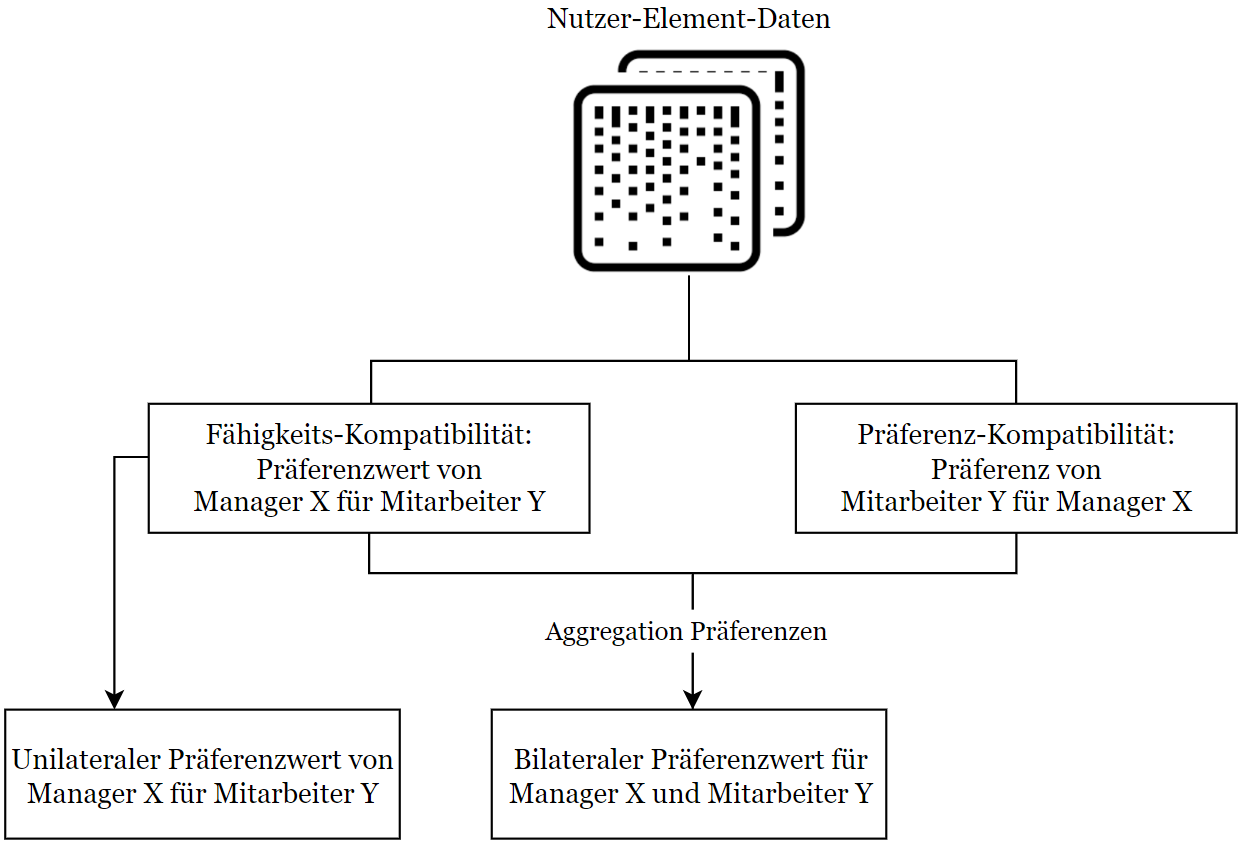 Nutzer-Element-Daten
Fähigkeits-Kompatibilität:
Präferenzwert von
Manager X für Mitarbeiter Y
Präferenz-Kompatibilität:
Präferenz von
Mitarbeiter Y für Manager X
Aggregation Präferenzen
Unilateraler Präferenzwert von
Manager X für Mitarbeiter Y
Bilateraler Präferenzwert für
Manager X und Mitarbeiter Y